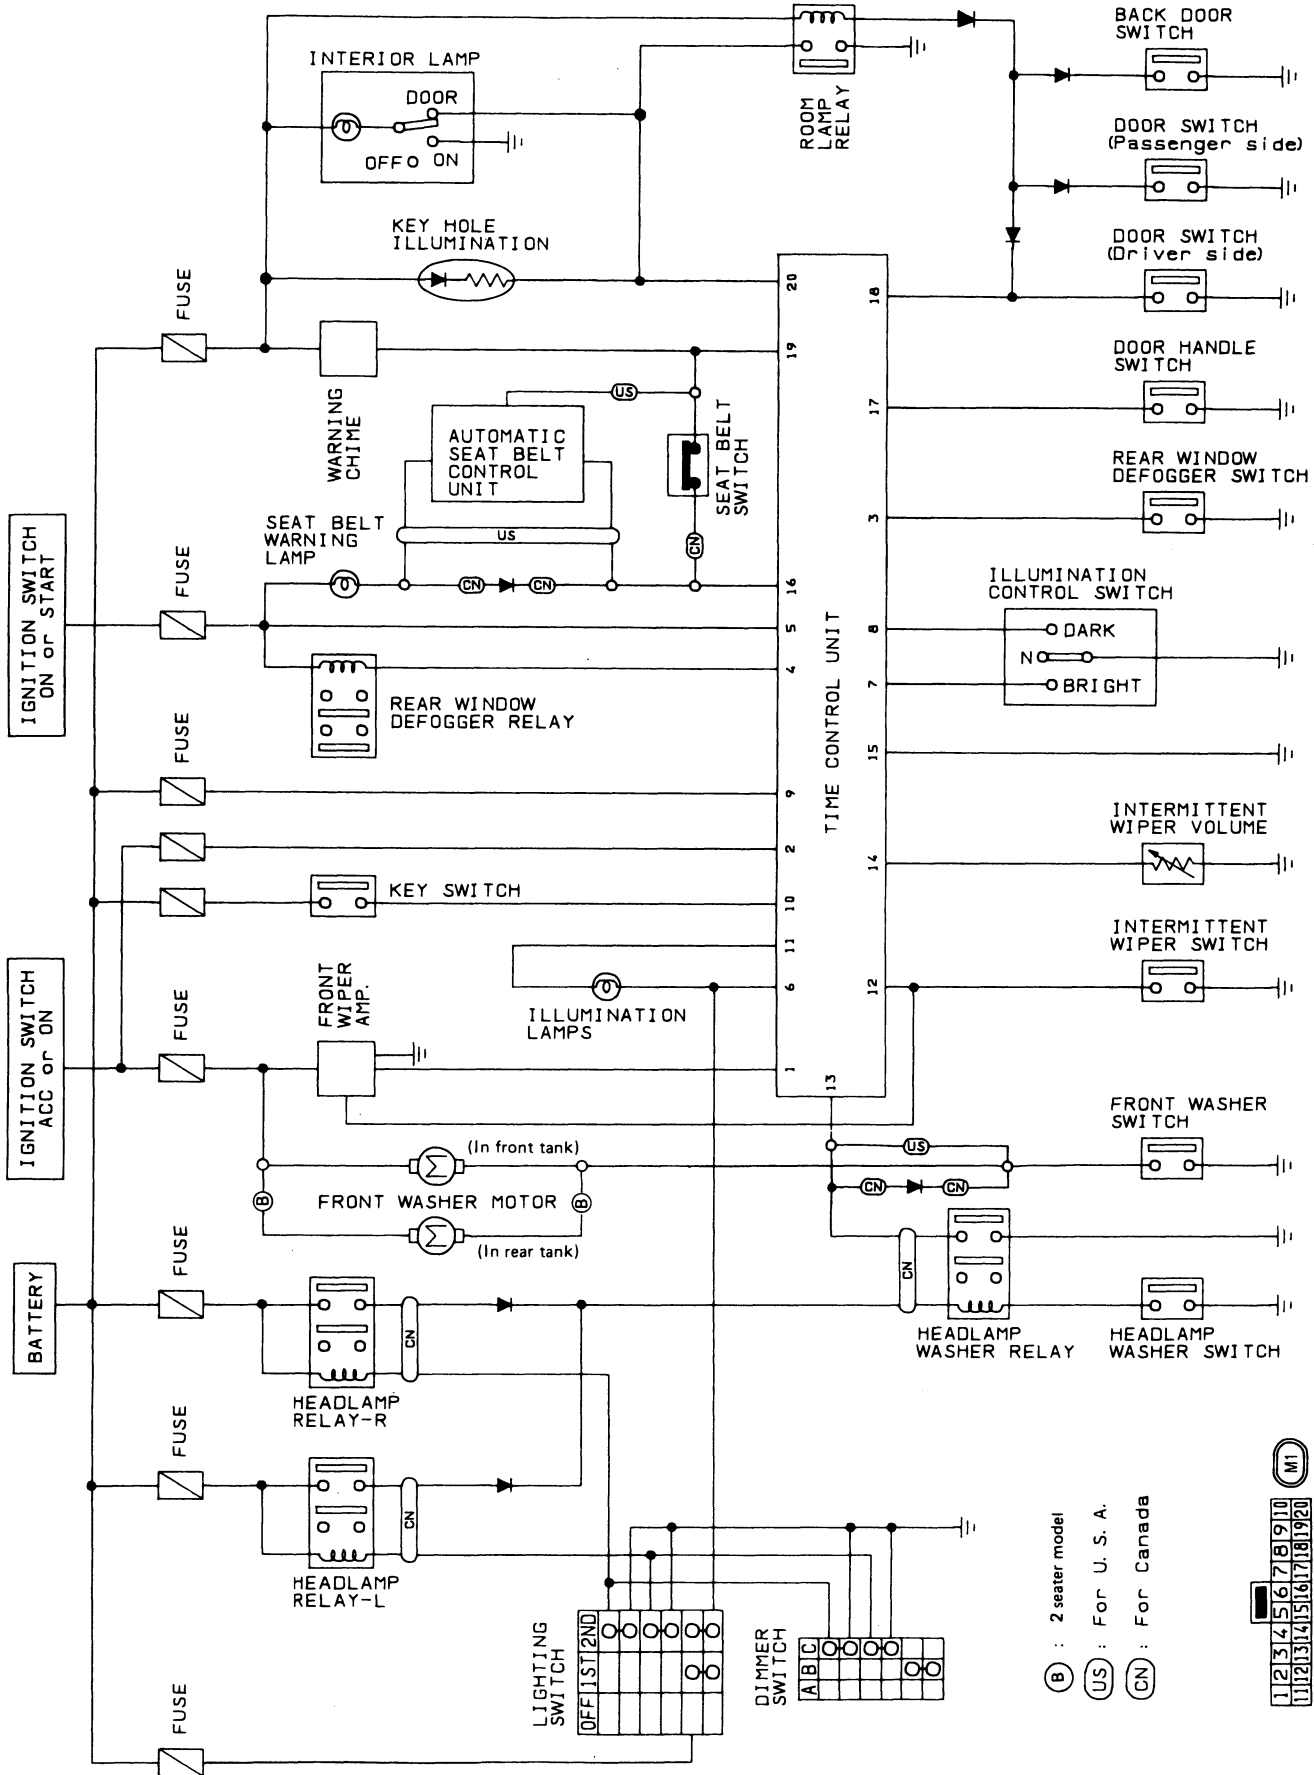 BACK DOOR
SWITCH
INTERIOR LAMP
DOOR
OFF
ON
ROOM
LAMP
RELAY
DOOR SWITCH
(Passenger side)
KEY HOLE
ILLUMINATION
DOOR SWITCH
(Driver side)
FUSE
20
18
19
WARNING
CHIME
US
AUTOMATIC
SEAT BELT
CONTROL
UNIT
SEAT BELT
SWITCH
17
DOOR HANDLE
SWITCH
REAR WINDOW
DEFOGGER SWITCH
3
US
CN
SEAT BELT
WARNING
LAMP
CN
CN
16
IGNITION SWITCH
ON or START
FUSE
5
4
REAR WINDOW
DEFOGGER RELAY
TIME CONTROL UNIT
ILLUMINATION
CONTROL SWITCH
8
DARK
N
7
BRIGHT
15
FUSE
9
2
INTERMITTENT
WIPER VOLUME
14
KEY SWITCH
10
11
6
ILLUMINATION
LAMPS
INTERMITTENT
WIPER SWITCH
12
IGNITION SWITCH
ACC or ON
FUSE
FRONT
WIPER
AMP.
1
13
FRONT WASHER
SWITCH
(In front tank)
US
B
FRONT WASHER MOTOR
B
CN
CN
(In rear tank)
FUSE
BATTERY
CN
HEADLAMP
RELAY-R
CN
HEADLAMP
WASHER RELAY
HEADLAMP
WASHER SWITCH
FUSE
CN
HEADLAMP
RELAY-L
LIGHTING
SWITCH
OFF 1ST 2ND
DIMMER
SWITCH
A B C
FUSE
B : 2 seater model
US : For U. S. A.
CN : For Canada
M1
1 2 3 4 5 6 7 8 9 10
11 12 13 14 15 16 17 18 19 20